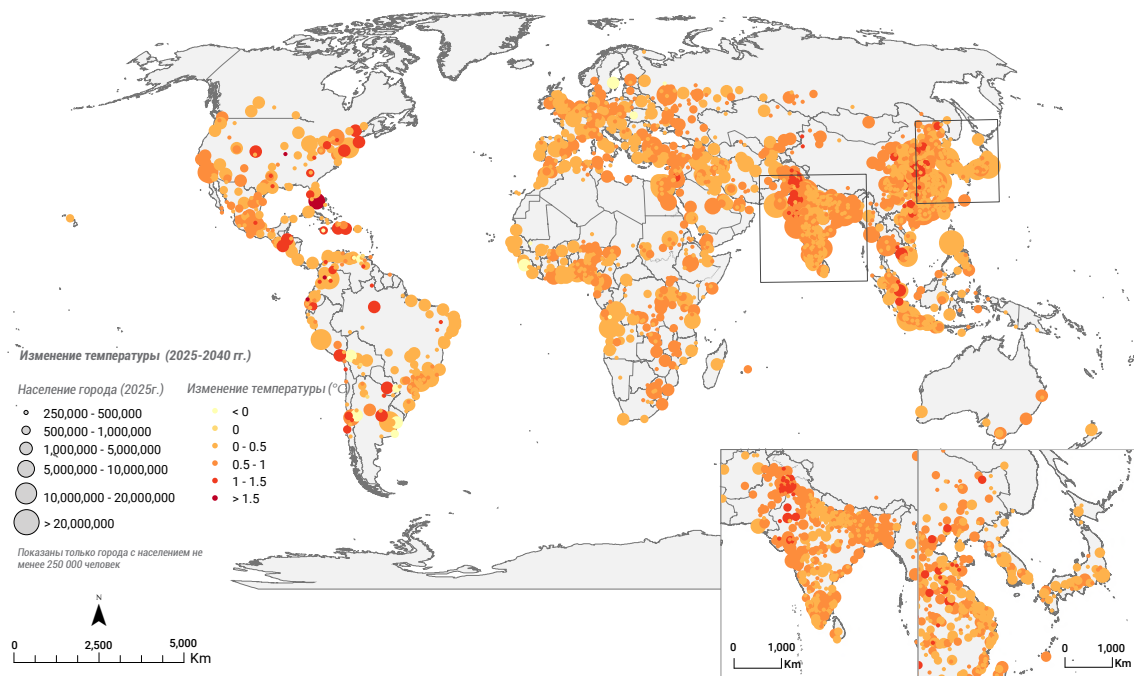 Изменение температуры (2025-2040 гг.)
Население города (2025г.)
250,000 - 500,000
500,000 - 1,000,000
1,000,000 - 5,000,000
5,000,000 - 10,000,000
10,000,000 - 20,000,000
> 20,000,000
Изменение температуры (°C)
< 0
0
0 - 0.5
0.5 - 1
1 - 1.5
> 1.5
Показаны только города с населением не
менее 250 000 человек
N
0 2,500 5,000
Km
0 1,000
Km
0 1,000
Km